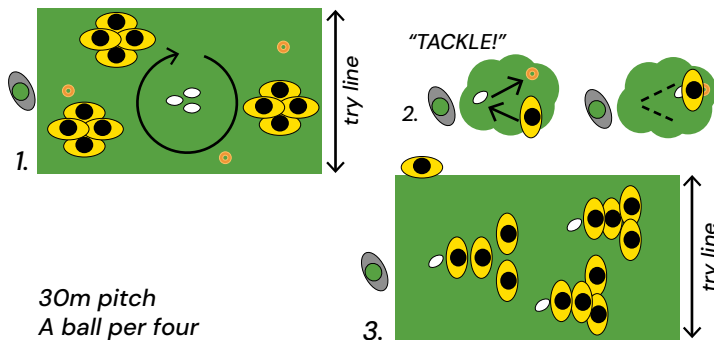 1.
try line
“TACKLE!”
2.
30m pitch
A ball per four
3.
try line